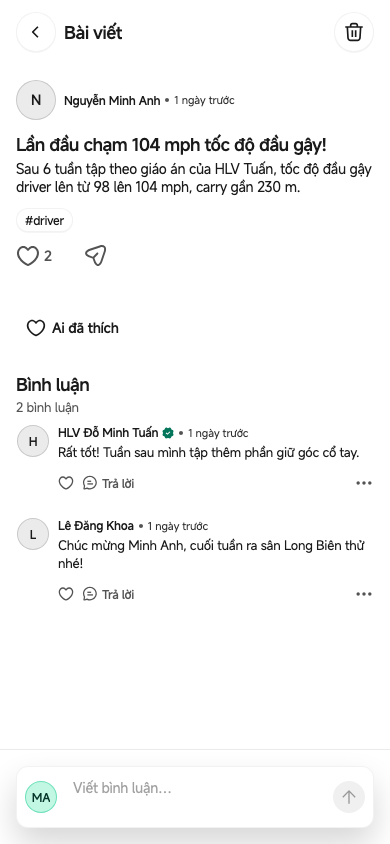 Bài viết
N
Nguyễn Minh Anh • 1 ngày trước
Lần đầu chạm 104 mph tốc độ đầu gậy!
Sau 6 tuần tập theo giáo án của HLV Tuấn, tốc độ đầu gậy
driver lên từ 98 lên 104 mph, carry gần 230 m.
#driver
2
Ai đã thích
Bình luận
2 bình luận
H
HLV Đỗ Minh Tuấn • 1 ngày trước
Rất tốt! Tuần sau mình tập thêm phần giữ góc cổ tay.
Trả lời
L
Lê Đăng Khoa • 1 ngày trước
Chúc mừng Minh Anh, cuối tuần ra sân Long Biên thử
nhé!
Trả lời
MA
Viết bình luận...